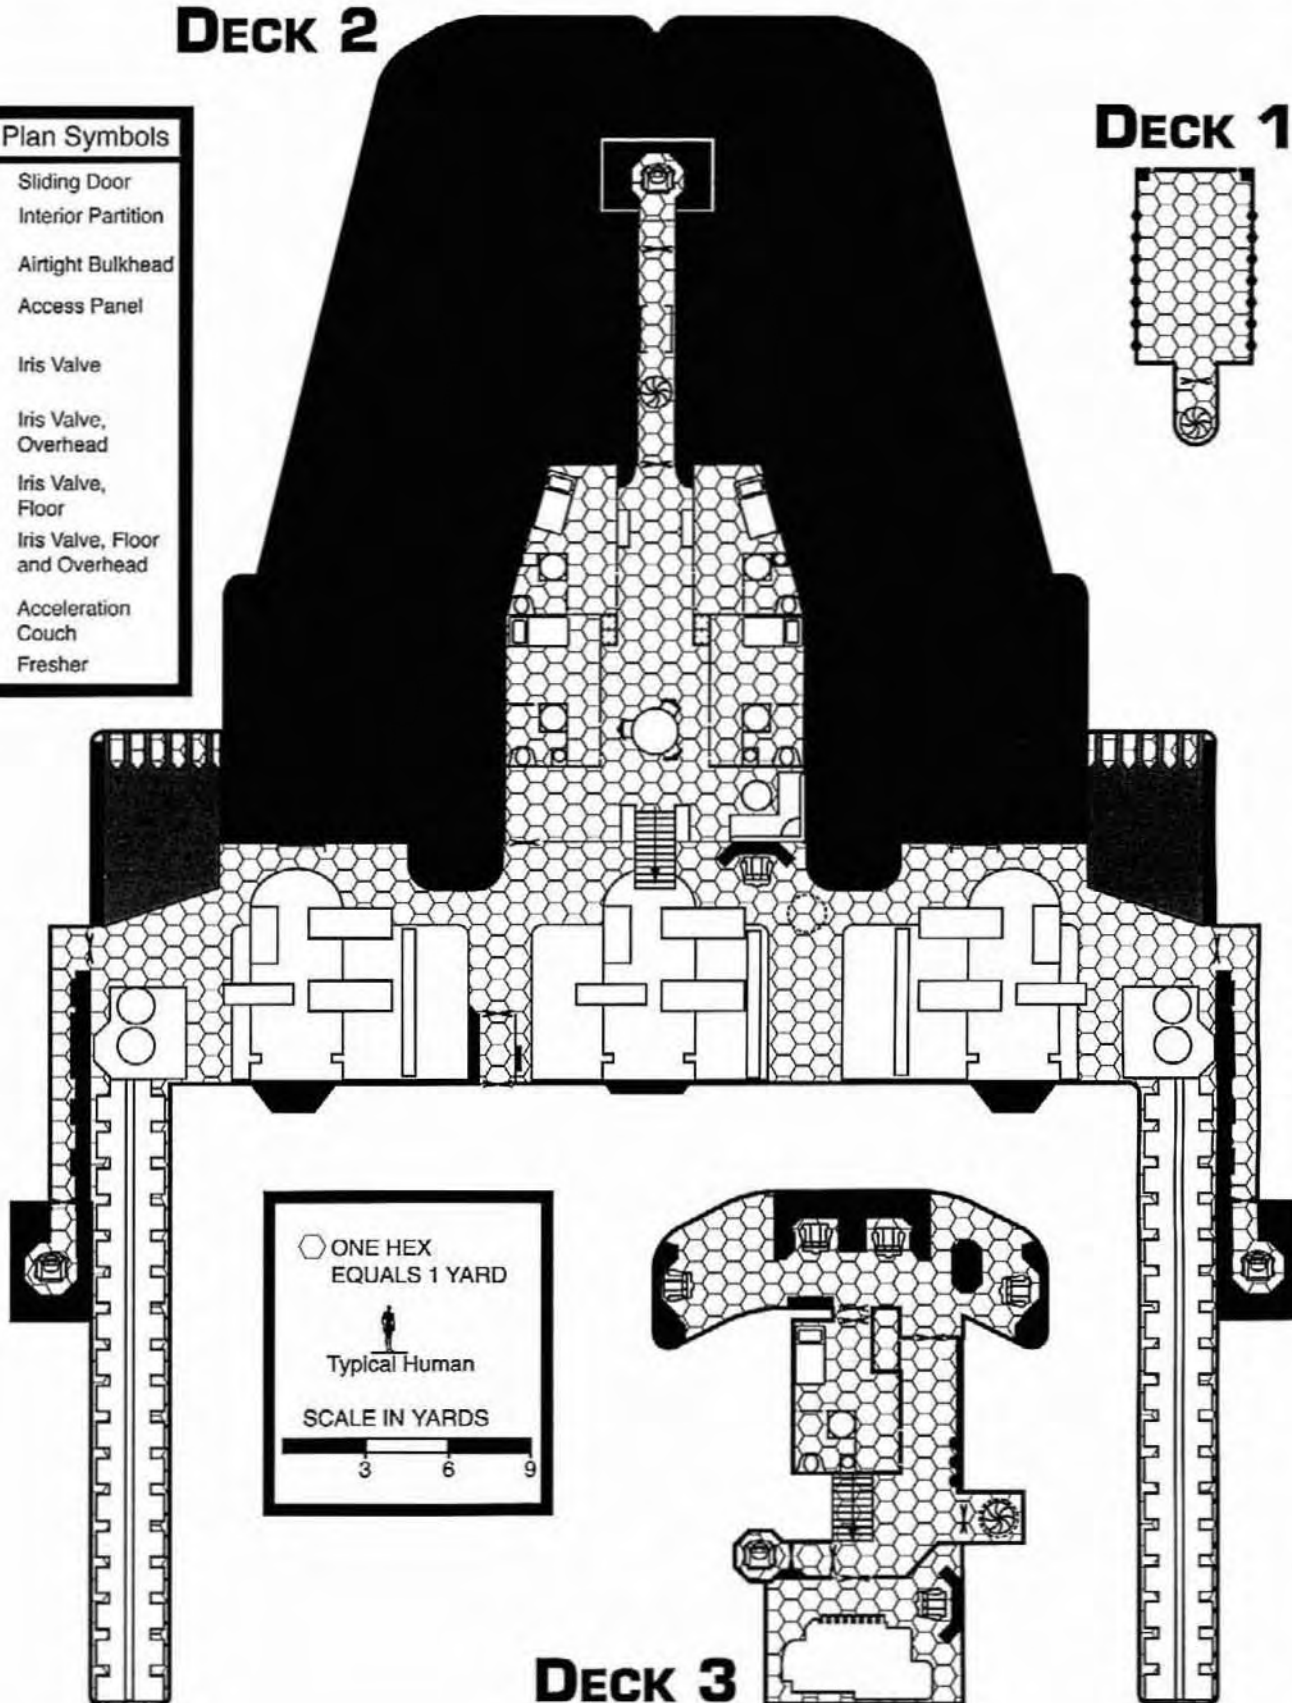 DECK 2
DECK 1
Plan Symbols
Sliding Door
Interior Partition
Airtight Bulkhead
Access Panel
Iris Valve
Iris Valve,
Overhead
Iris Valve,
Floor
Iris Valve, Floor
and Overhead
Acceleration
Couch
Fresher
ONE HEX
EQUALS 1 YARD
Typical Human
SCALE IN YARDS
3 6 9
DECK 3